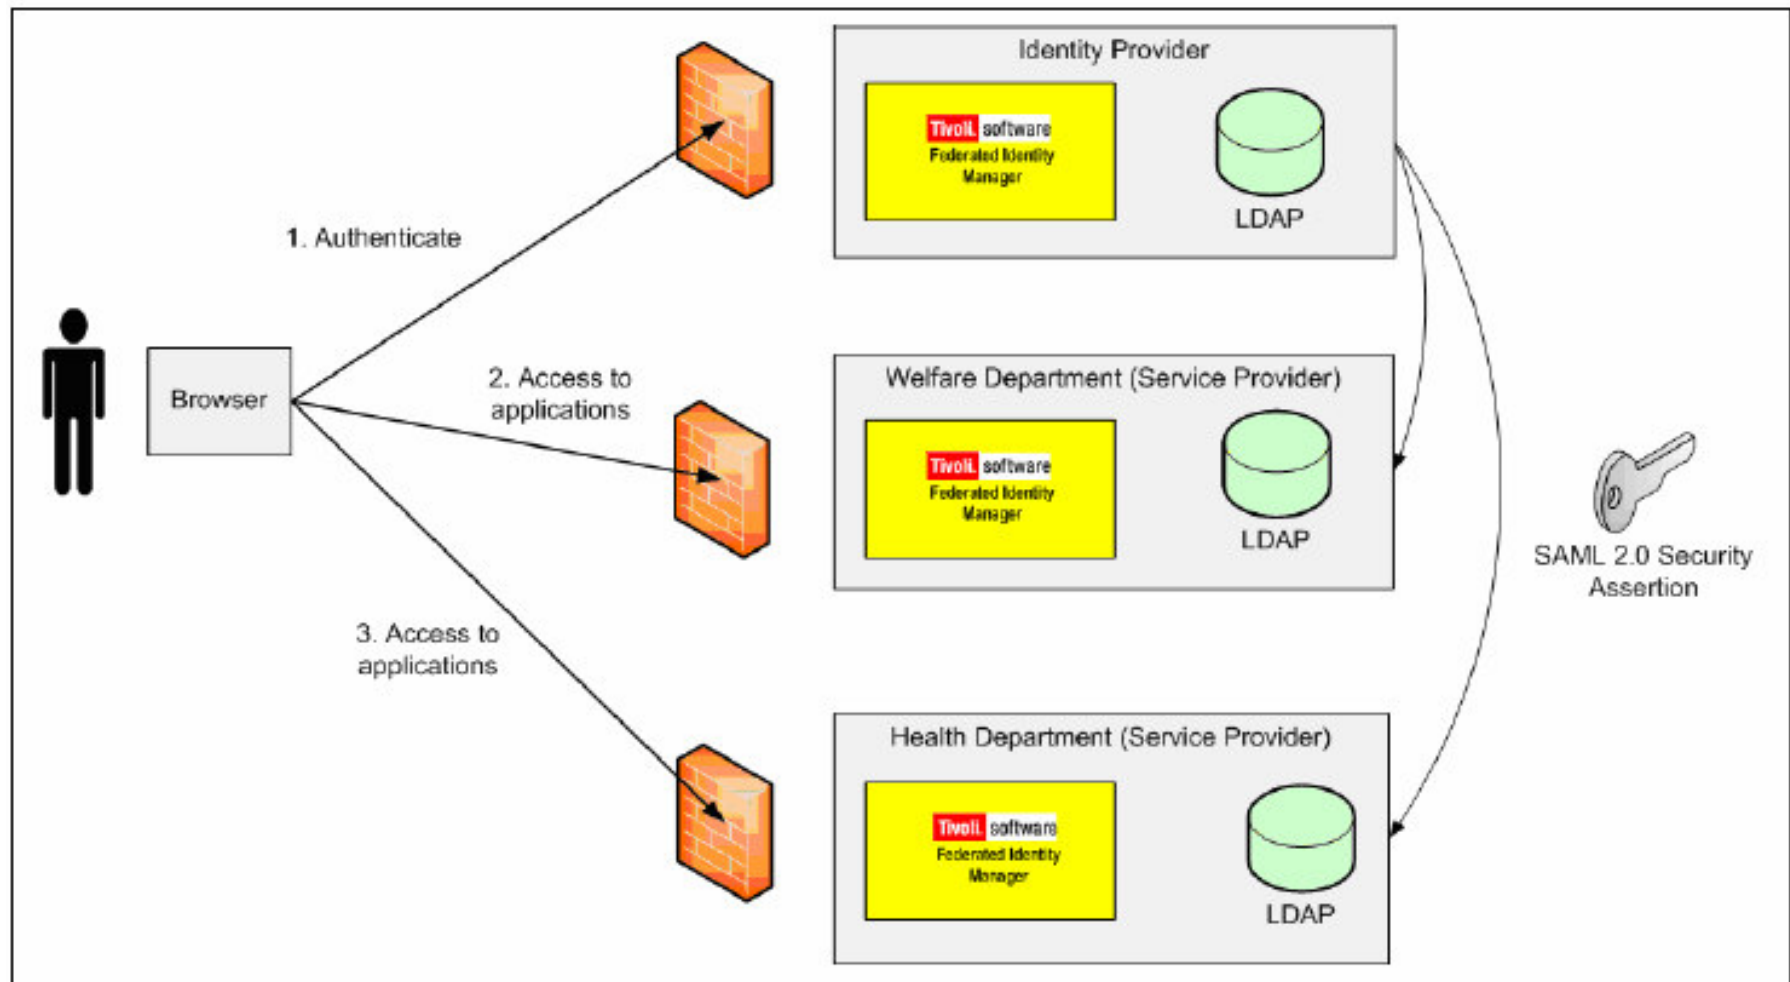 Identity Provider
Tivoli. software
Federated Identity
Manager
LDAP
1. Authenticate
Browser
2. Access to
applications
Welfare Department (Service Provider)
Tivoli. software
Federated Identity
Manager
LDAP
SAML 2.0 Security
Assertion
3. Access to
applications
Health Department (Service Provider)
Tivoli. software
Federated Identity
Manager
LDAP